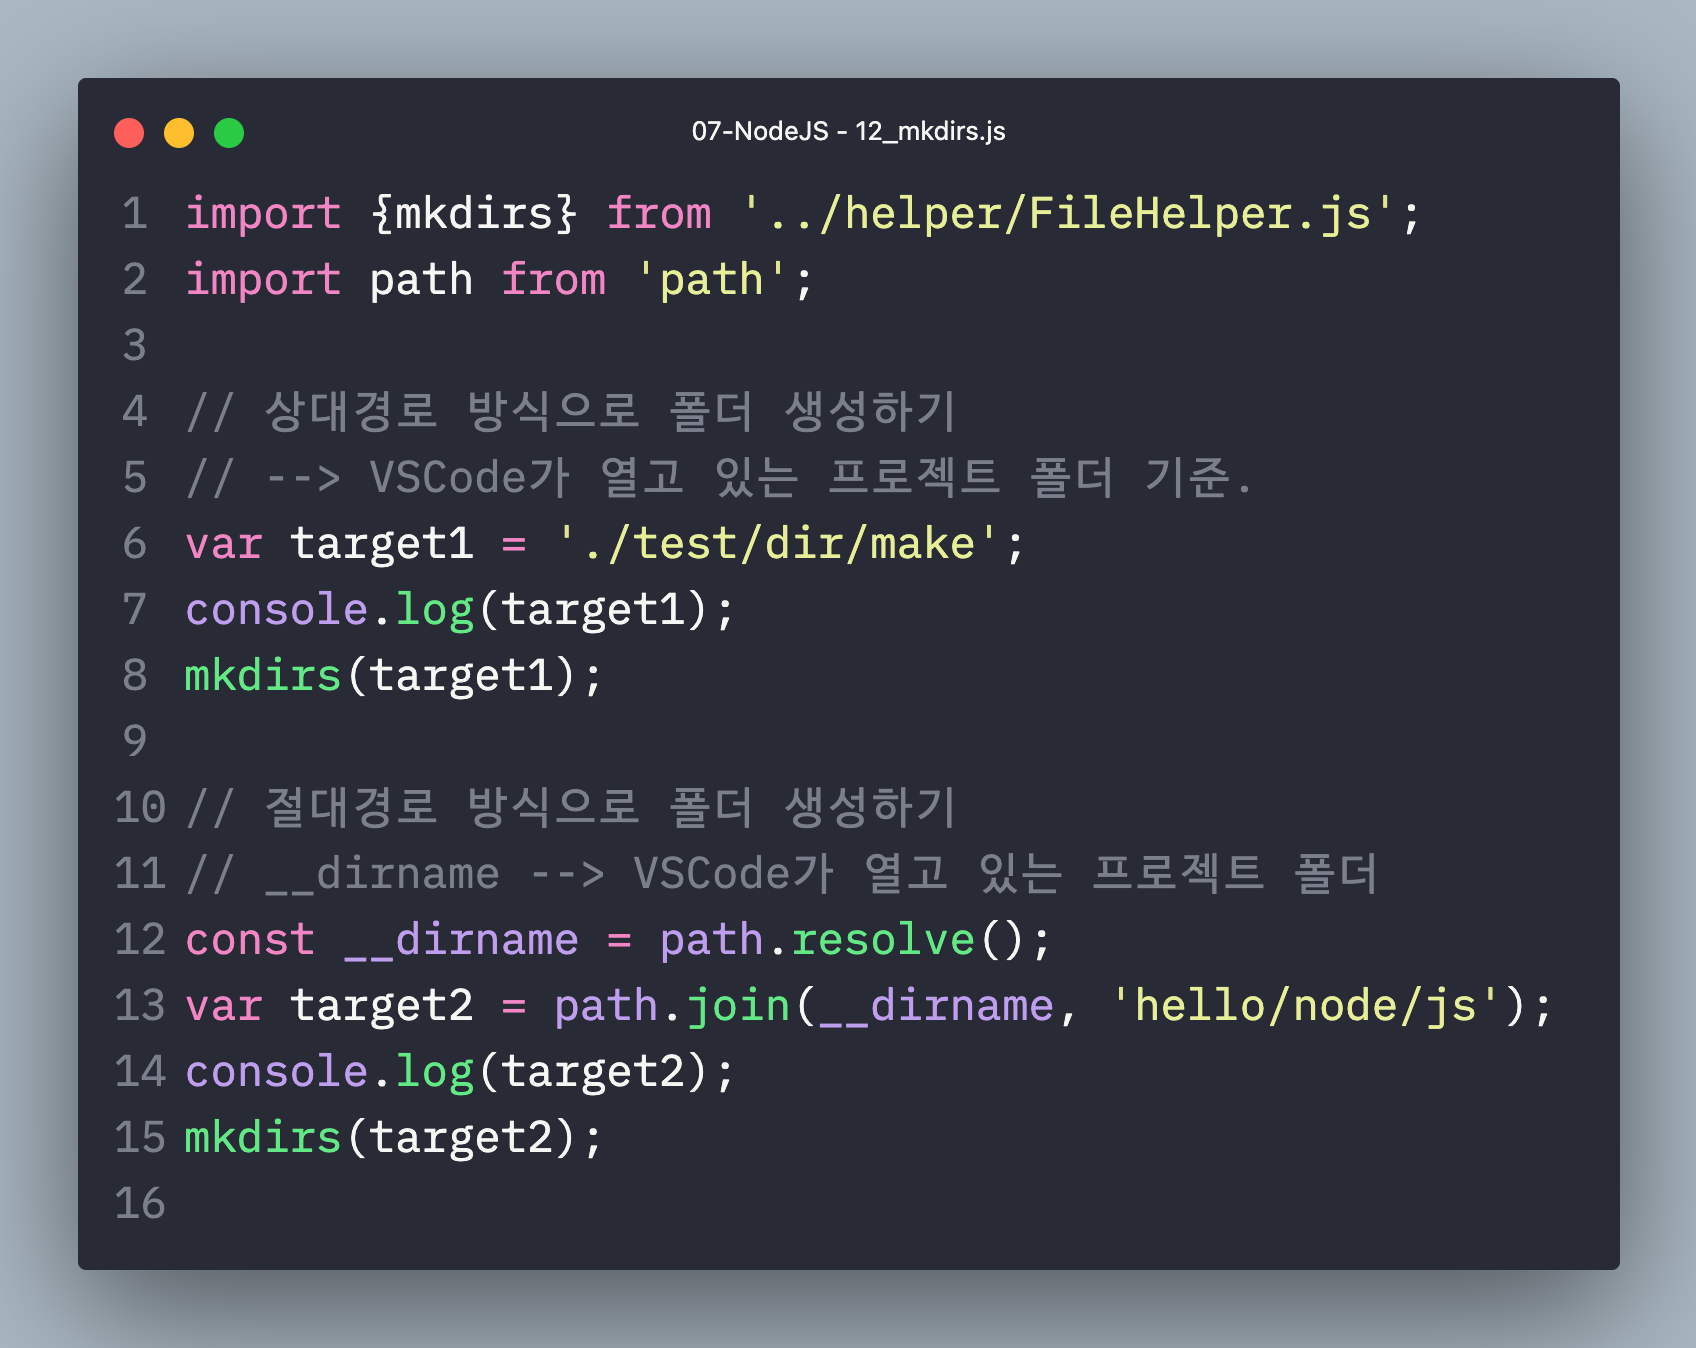 07-NodeJS - 12_mkdirs.js
1 import {mkdirs} from '../helper/FileHelper.js';
2 import path from 'path';
3
4 // 상대경로 방식으로 폴더 생성하기
5 // --> VSCode가 열고 있는 프로젝트 폴더 기준.
6 var target1 = './test/dir/make';
7 console.log(target1);
8 mkdirs(target1);
9
10 // 절대경로 방식으로 폴더 생성하기
11 // __dirname --> VSCode가 열고 있는 프로젝트 폴더
12 const __dirname = path.resolve();
13 var target2 = path.join(__dirname, 'hello/node/js');
14 console.log(target2);
15 mkdirs(target2);
16